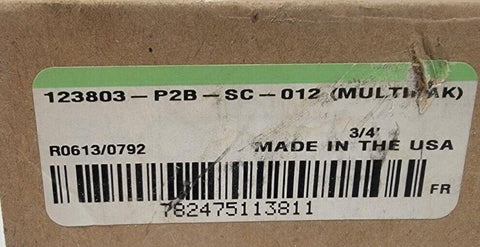 123803-P2B-SC-012 (MULTIPAK)
3/4'
R0613/0792 MADE IN THE USA
FR
782475113811